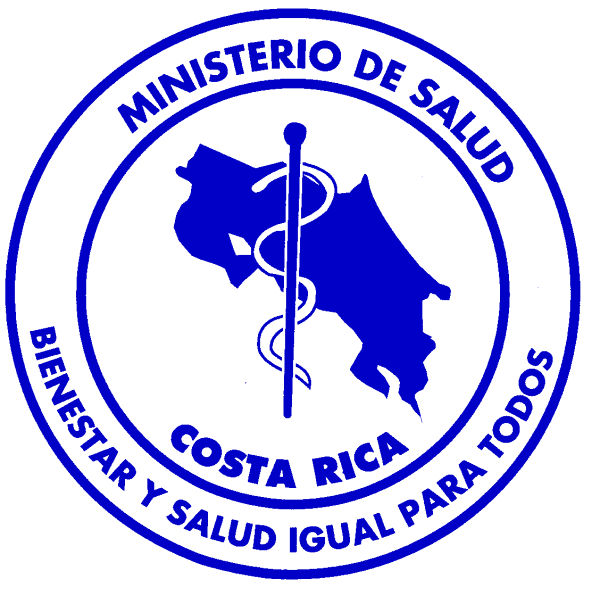 MINISTERIO DE SALUD
COSTA RICA
BIENESTAR Y SALUD IGUAL PARA TODOS